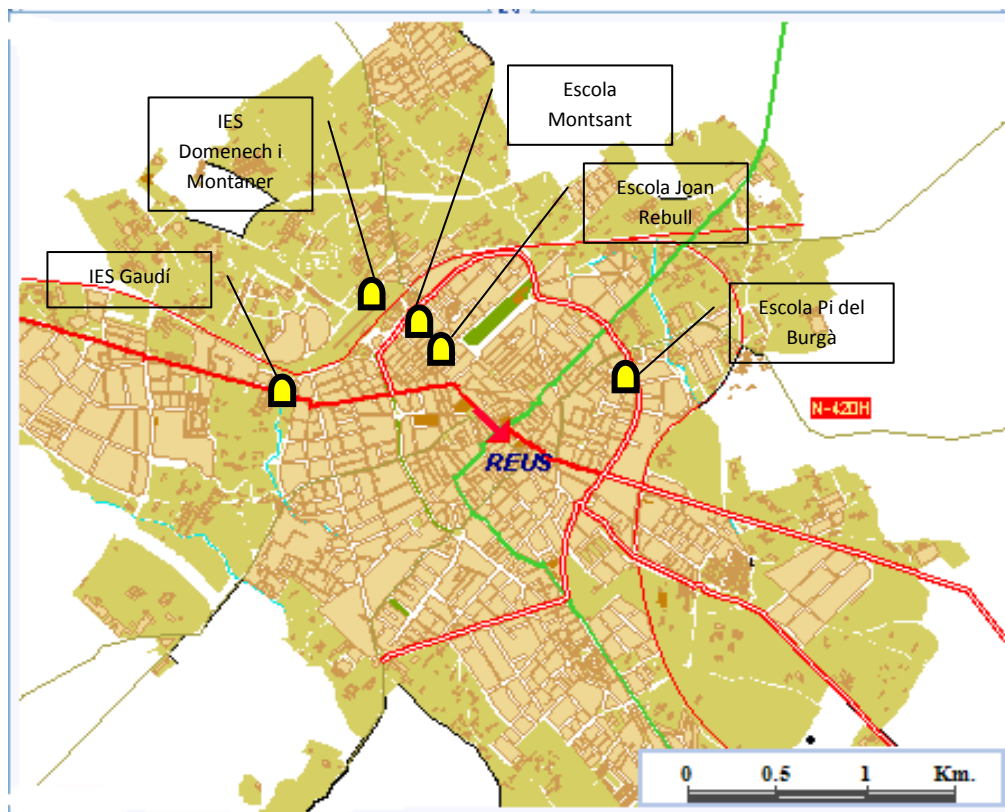 Escola
Montsant
IES
Domenech i
Montaner
Escola Joan
Rebull
IES Gaudí
Escola Pi del
Burgà
N-420H
REUS
0 0.5 1 Km.